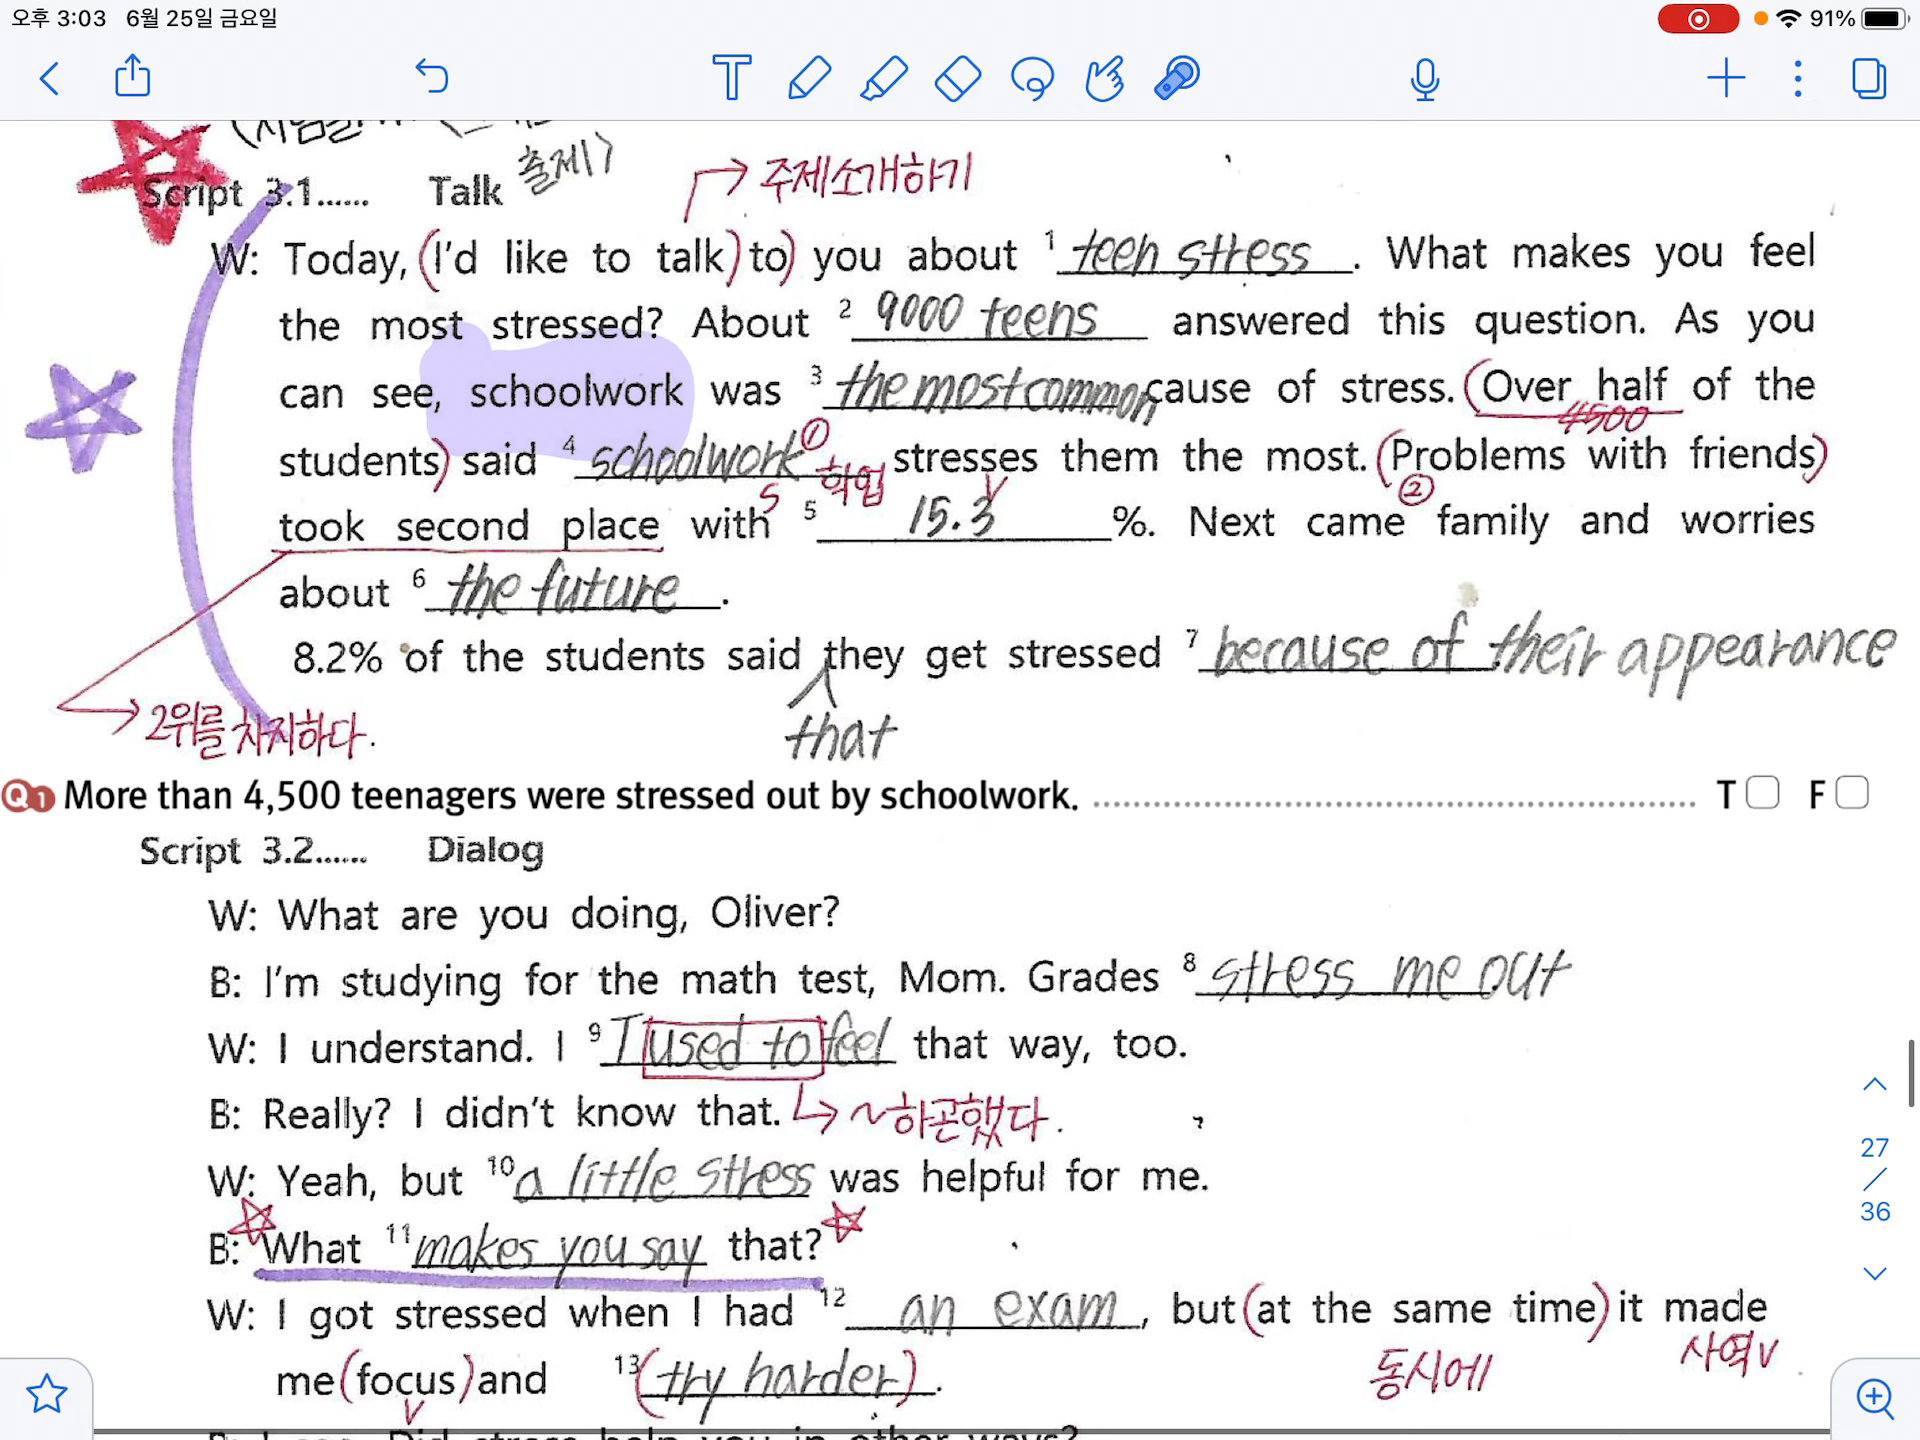 오후 3:03 6월 25일 금요일 91%
출제)
Script 3.1...... Talk
주제소개하기
W: Today, (I'd like to talk) to) you about 1 teen stress. What makes you feel
the most stressed? About 2 9000 teens answered this question. As you
can see, schoolwork was 3 the most common cause of stress. (Over half of the
4500
students) said 4 schoolwork ① 학업 stresses them the most. (Problems with friends)
S V ②
took second place with 5 15.3 %. Next came family and worries
about 6 the future.
8.2% of the students said they get stressed 7 because of their appearance
that
2위를 차지하다.
Q1 More than 4,500 teenagers were stressed out by schoolwork. T F
Script 3.2...... Dialog
W: What are you doing, Oliver?
B: I'm studying for the math test, Mom. Grades 8 stress me out
W: I understand. I 9 I used to feel that way, too.
B: Really? I didn't know that. ~하곤했다.
W: Yeah, but 10 a little stress was helpful for me.
B: What 11 makes you say that?
W: I got stressed when I had 12 an exam, but (at the same time) it made
동시에 사역v
me (focus) and 13 (try harder).
V
27
/
36